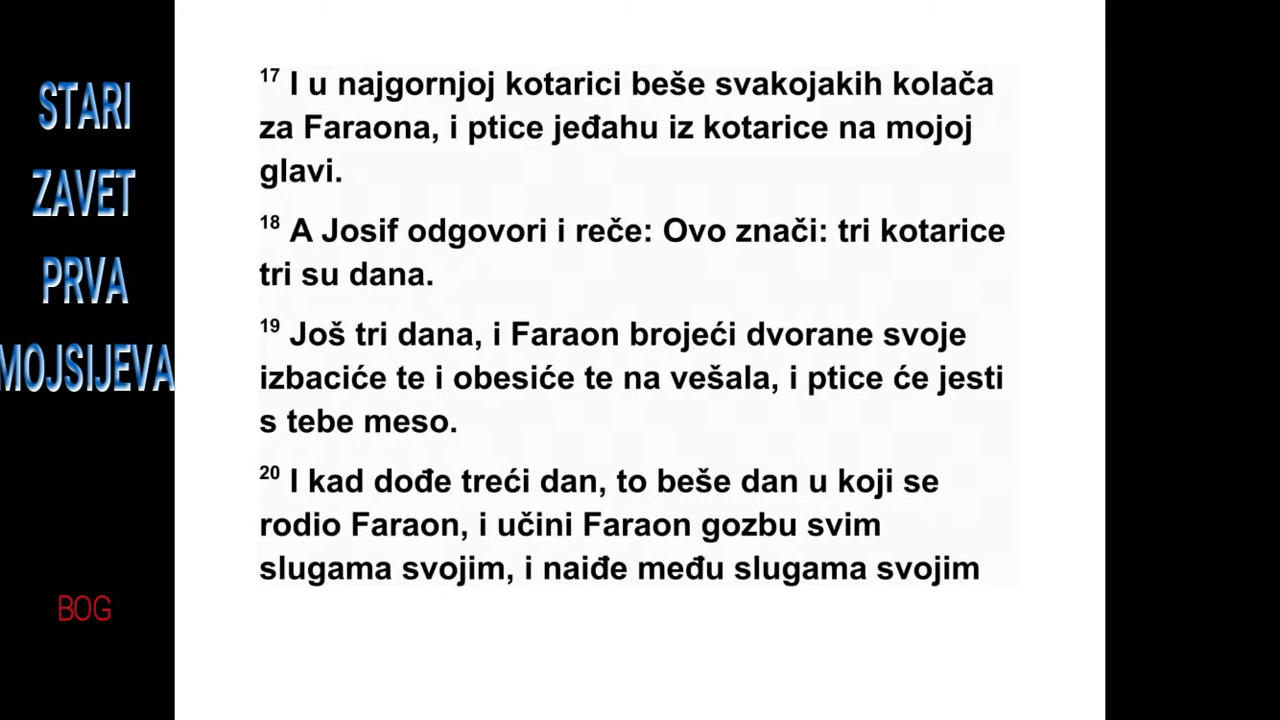 STARI
ZAVET
PRVA
MOJSIJEVA
BOG
17 I u najgornjoj kotarici beše svakojakih kolača
za Faraona, i ptice jeđahu iz kotarice na mojoj
glavi.
18 A Josif odgovori i reče: Ovo znači: tri kotarice
tri su dana.
19 Još tri dana, i Faraon brojeći dvorane svoje
izbaciće te i obesiće te na vešala, i ptice će jesti
s tebe meso.
20 I kad dođe treći dan, to beše dan u koji se
rodio Faraon, i učini Faraon gozbu svim
slugama svojim, i naiđe među slugama svojim